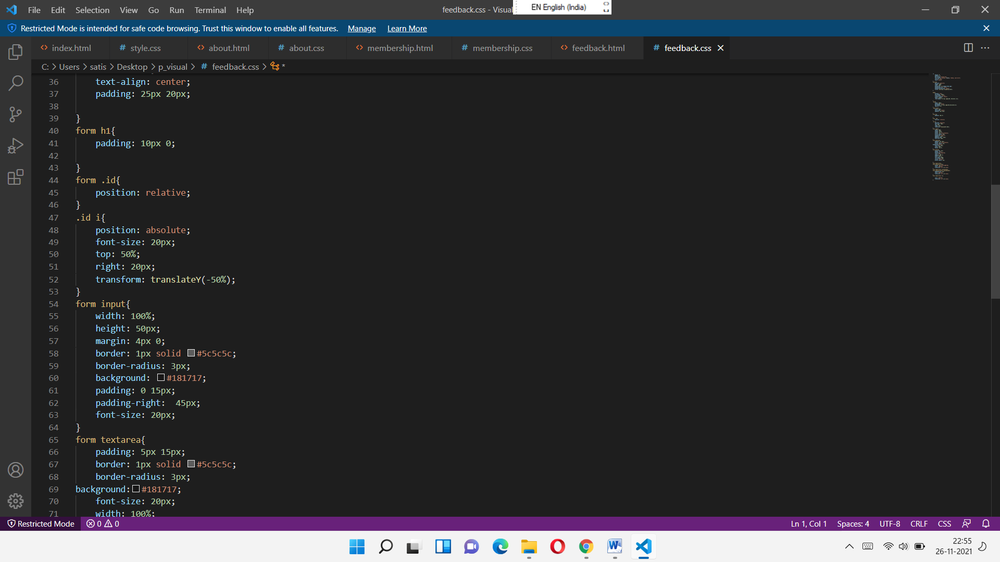 File Edit Selection View Go Run Terminal Help
feedback.css - Visual
EN English (India)
Restricted Mode is intended for safe code browsing. Trust this window to enable all features. Manage Learn More
index.html # style.css about.html # about.css membership.html # membership.css feedback.html # feedback.css
C: > Users > satis > Desktop > p_visual > # feedback.css > *
36 text-align: center;
37 padding: 25px 20px;
38
39 }
40 form h1{
41 padding: 10px 0;
42
43 }
44 form .id{
45 position: relative;
46 }
47 .id i{
48 position: absolute;
49 font-size: 20px;
50 top: 50%;
51 right: 20px;
52 transform: translateY(-50%);
53 }
54 form input{
55 width: 100%;
56 height: 50px;
57 margin: 4px 0;
58 border: 1px solid #5c5c5c;
59 border-radius: 3px;
60 background: #181717;
61 padding: 0 15px;
62 padding-right:  45px;
63 font-size: 20px;
64 }
65 form textarea{
66 padding: 5px 15px;
67 border: 1px solid #5c5c5c;
68 border-radius: 3px;
69 background: #181717;
70 font-size: 20px;
71 width: 100%;
Restricted Mode 0 0 Ln 1, Col 1 Spaces: 4 UTF-8 CRLF CSS
22:55
26-11-2021